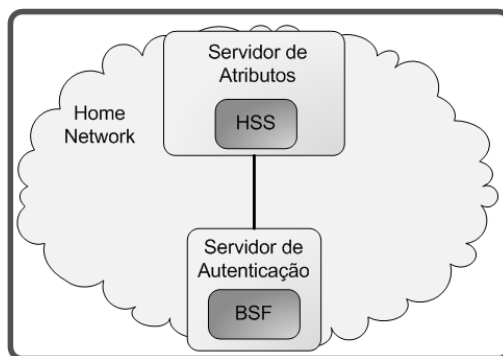 Servidor de
Atributos
HSS
Home
Network
Servidor de
Autenticação
BSF